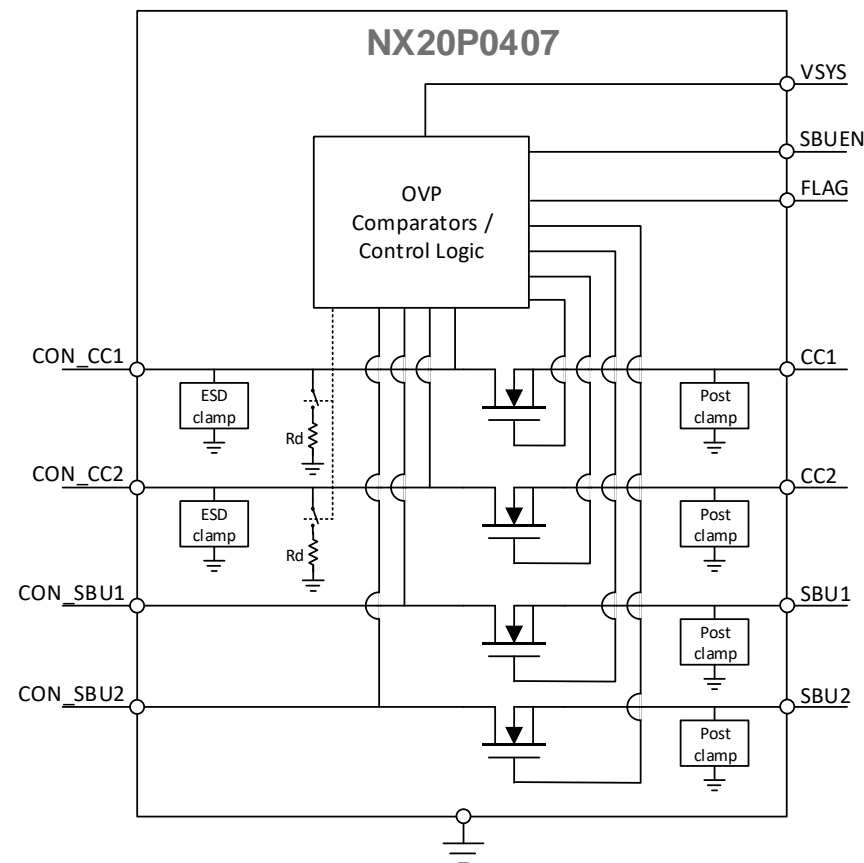 NX20P0407
VSYS
SBUEN
FLAG
OVP
Comparators /
Control Logic
CON_CC1
CC1
ESD
clamp
Rd
Post
clamp
CON_CC2
CC2
ESD
clamp
Rd
Post
clamp
CON_SBU1
SBU1
Post
clamp
CON_SBU2
SBU2
Post
clamp